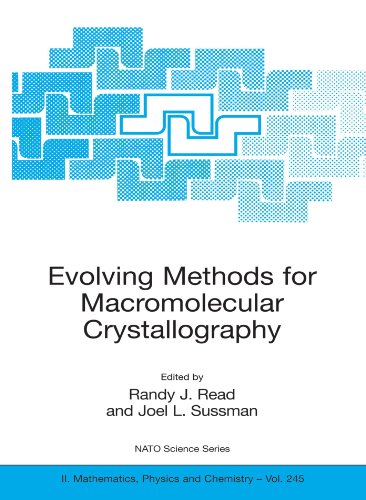 Evolving Methods for
Macromolecular
Crystallography
Edited by
Randy J. Read
and Joel L. Sussman
NATO Science Series
II. Mathematics, Physics and Chemistry – Vol. 245